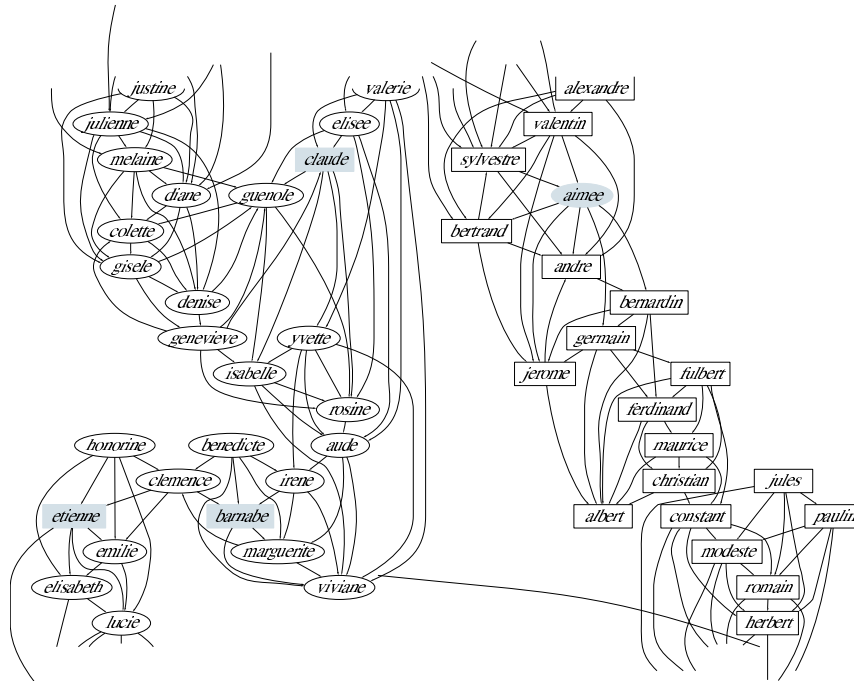 justine
valerie
alexandre
julienne
elisee
valentin
melaine
claude
sylvestre
diane
guenole
aimee
colette
bertrand
gisele
andre
denise
bernardin
genevieve
yvette
germain
isabelle
jerome
fulbert
rosine
ferdinand
honorine
benedicte
aude
maurice
clemence
irene
christian
jules
etienne
barnabe
albert
constant
paulin
emilie
marguerite
modeste
elisabeth
viviane
romain
lucie
herbert